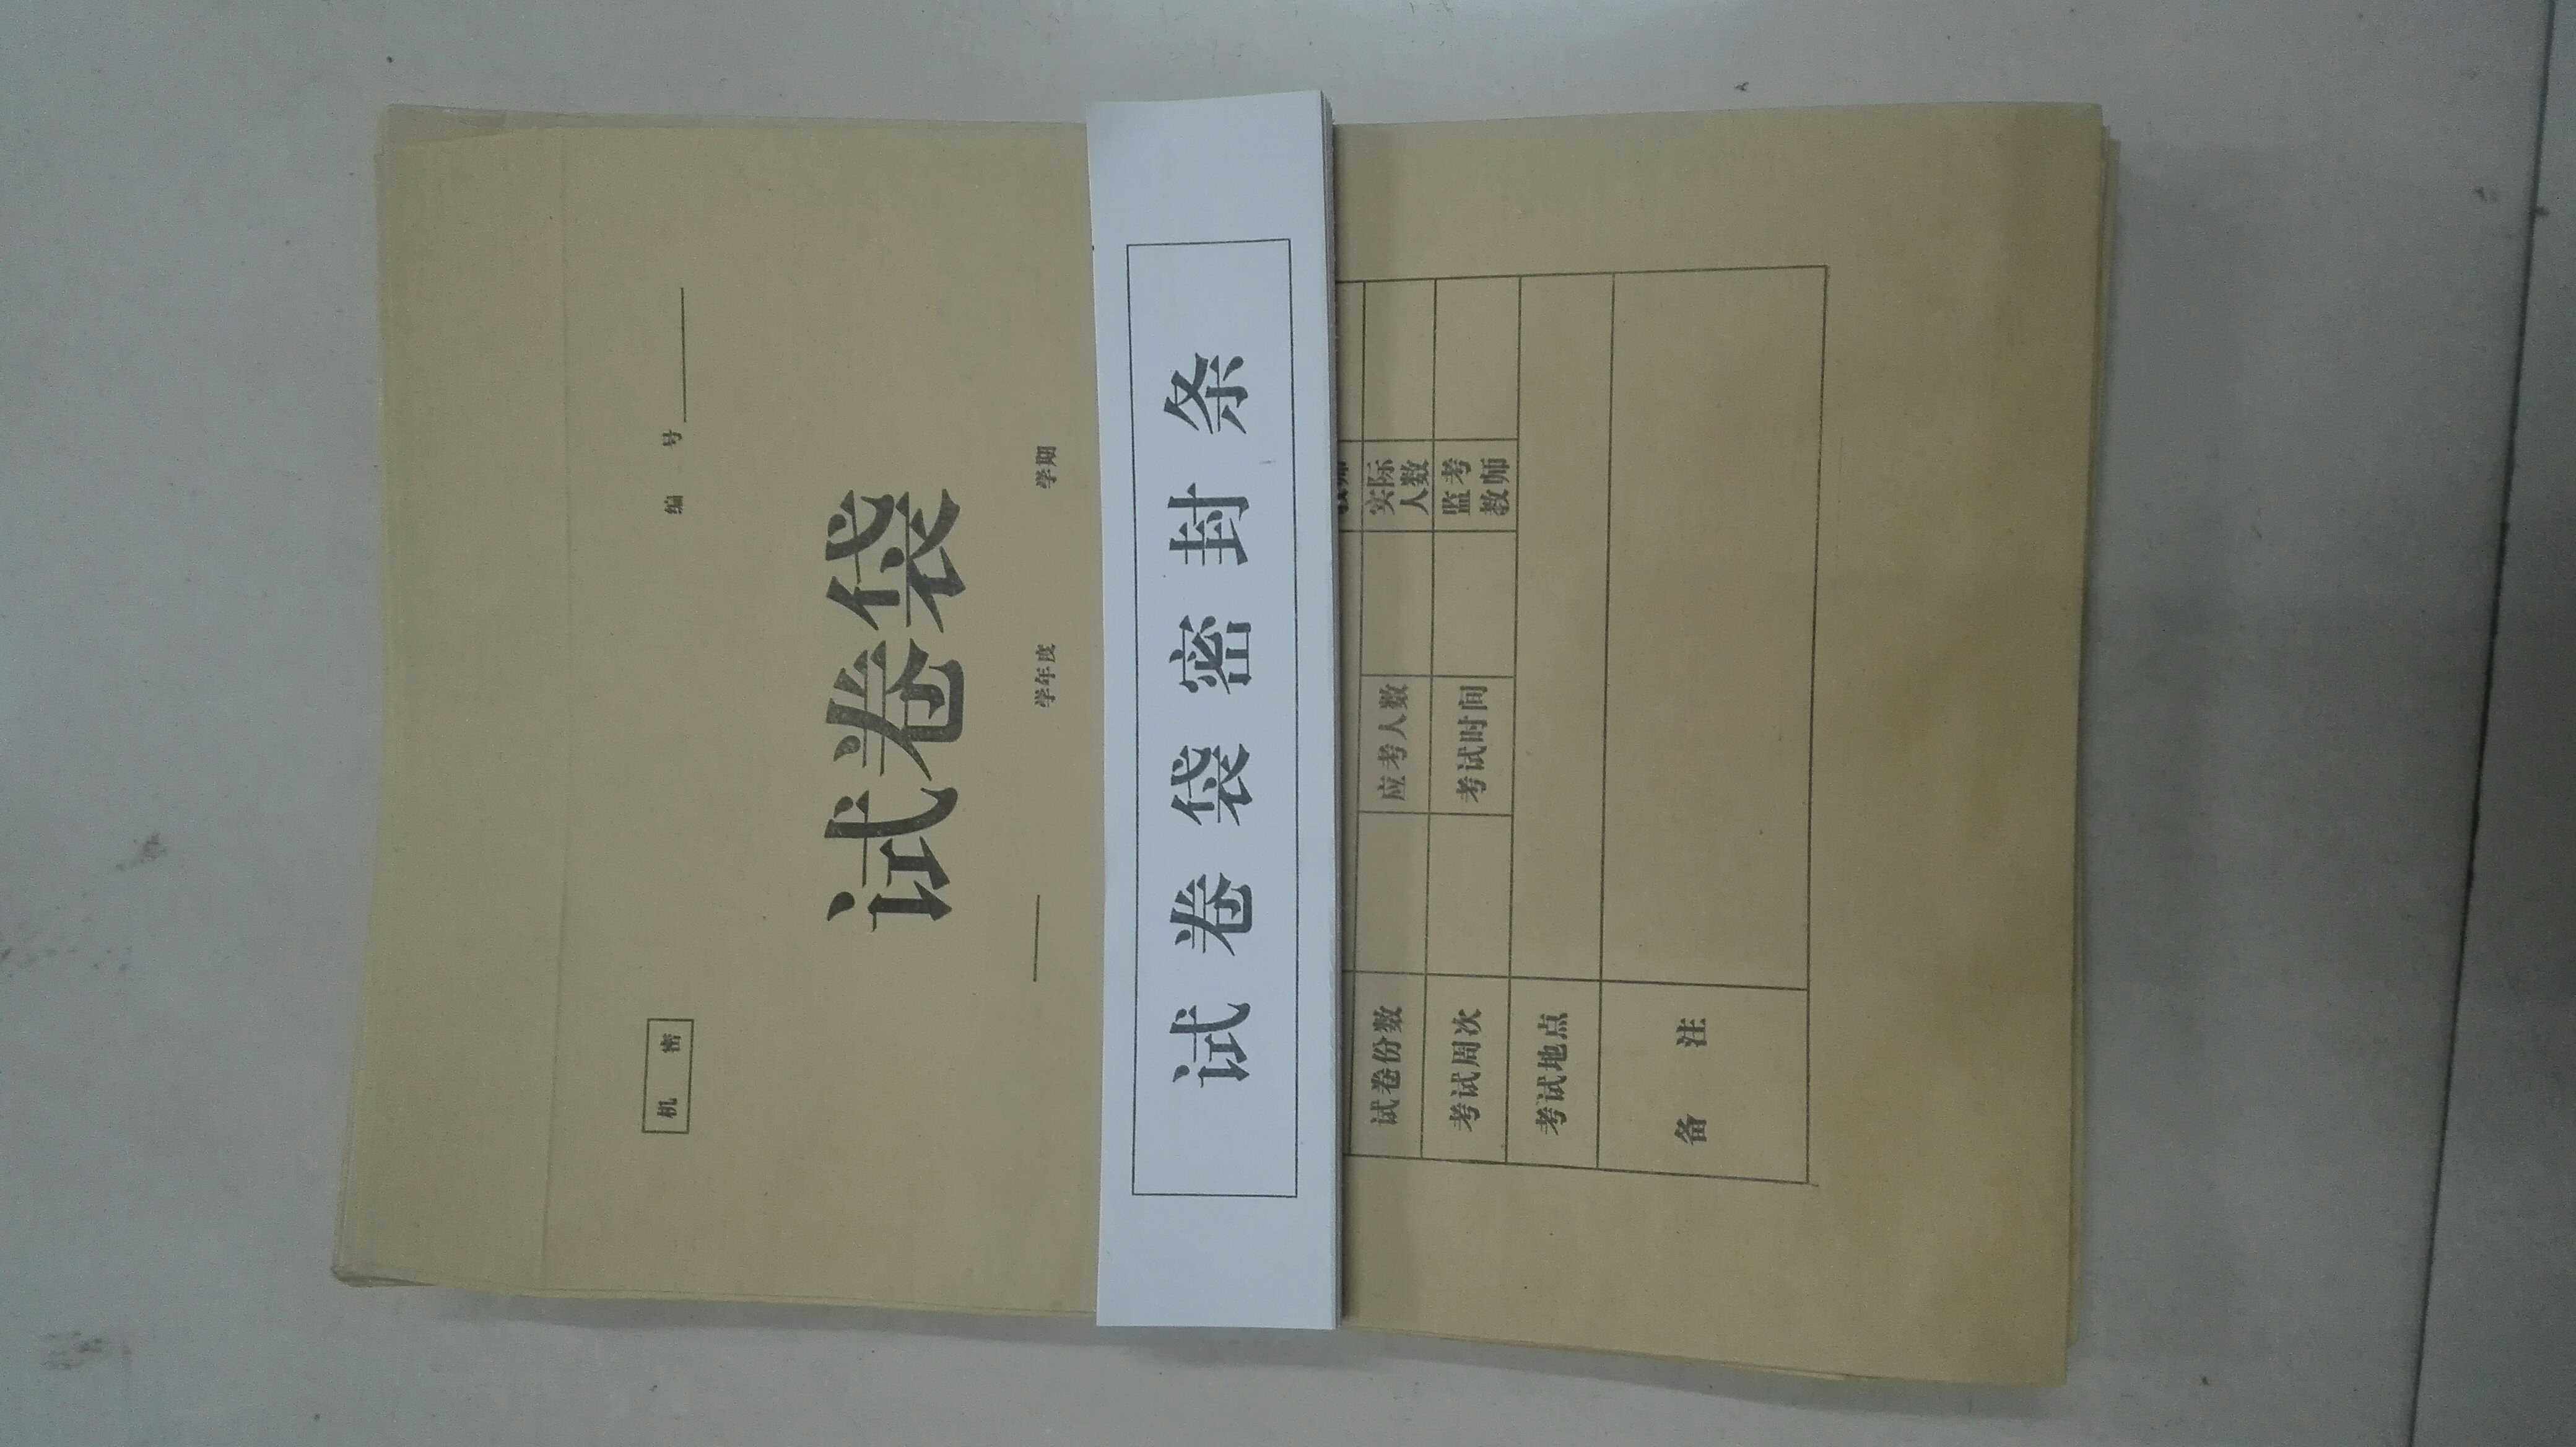 机 密
编 号
试卷袋
学年度 学期
试卷袋密封条
试卷份数 应考人数 实际人数
考试周次 考试时间 监考教师
考试地点
备 注